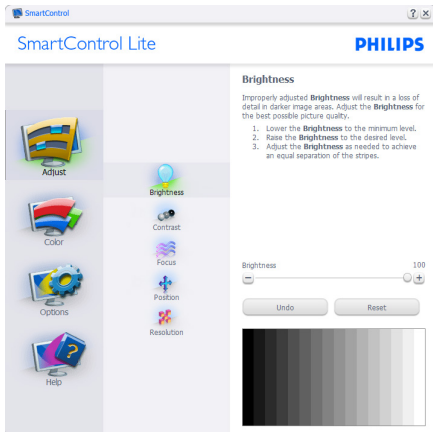 SmartControl
SmartControl Lite
PHILIPS
Adjust
Color
Options
Help
Brightness
Contrast
Focus
Position
Resolution
Brightness
Improperly adjusted Brightness will result in a loss of
detail in darker image areas. Adjust the Brightness for
the best possible picture quality.
1. Lower the Brightness to the minimum level.
2. Raise the Brightness to the desired level.
3. Adjust the Brightness as needed to achieve
an equal separation of the stripes.
Brightness 100
Undo Reset